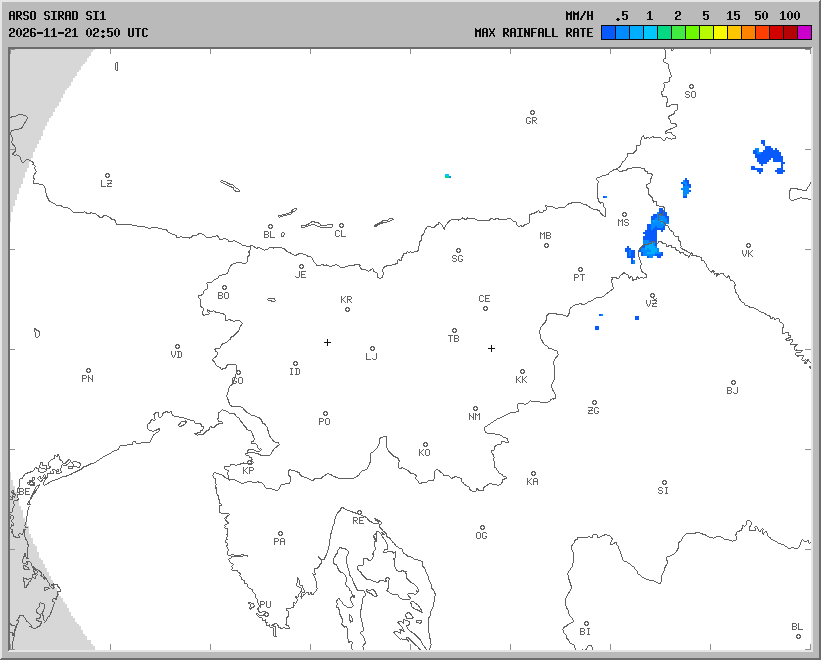 ARSO SIRAD SI1
2026-11-21 02:50 UTC
MM/H .5 1 2 5 15 50 100
MAX RAINFALL RATE
SO
GR
LZ
MS
BL
CL
MB
VK
SG
JE
PT
BO
KR
CE
VŽ
TB
VD
LJ
ID
PN
GO
KK
BJ
NM
ZG
PO
KO
KP
KA
BE
SI
RE
OG
PA
PU
BI
BL